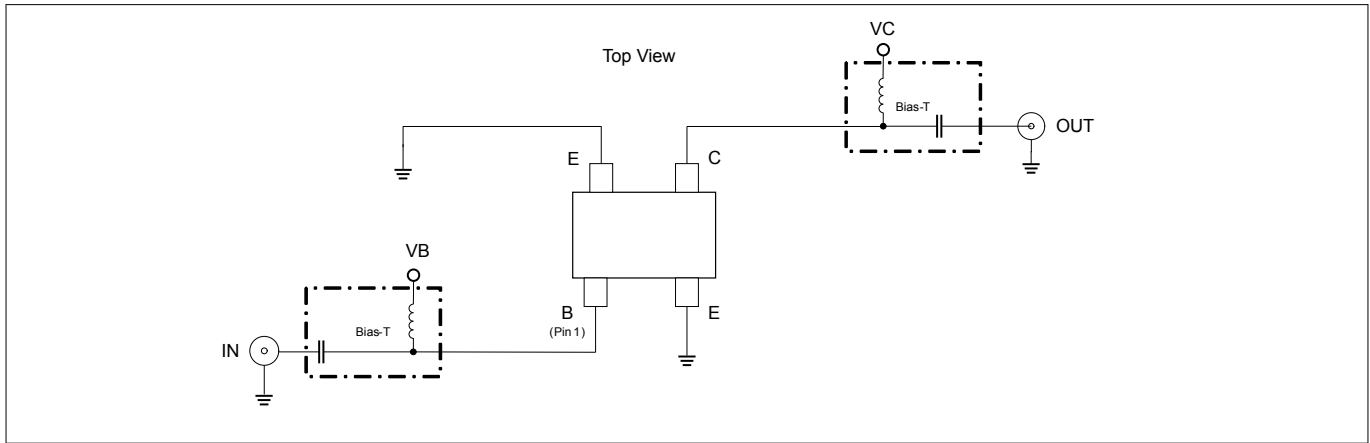 VC
Top View
Bias-T
OUT
E
C
VB
B
E
(Pin 1)
Bias-T
IN